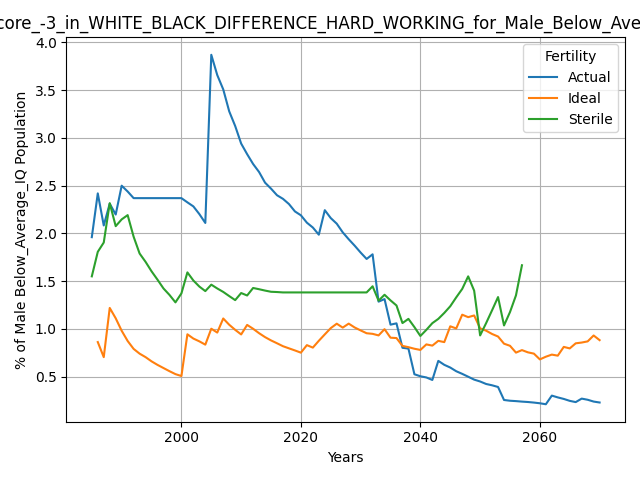 core_-3_in_WHITE_BLACK_DIFFERENCE_HARD_WORKING_for_Male_Below_Ave
Fertility
Actual
Ideal
Sterile
% of Male Below_Average_IQ Population
4.0
3.5
3.0
2.5
2.0
1.5
1.0
0.5
2000
2020
2040
2060
Years